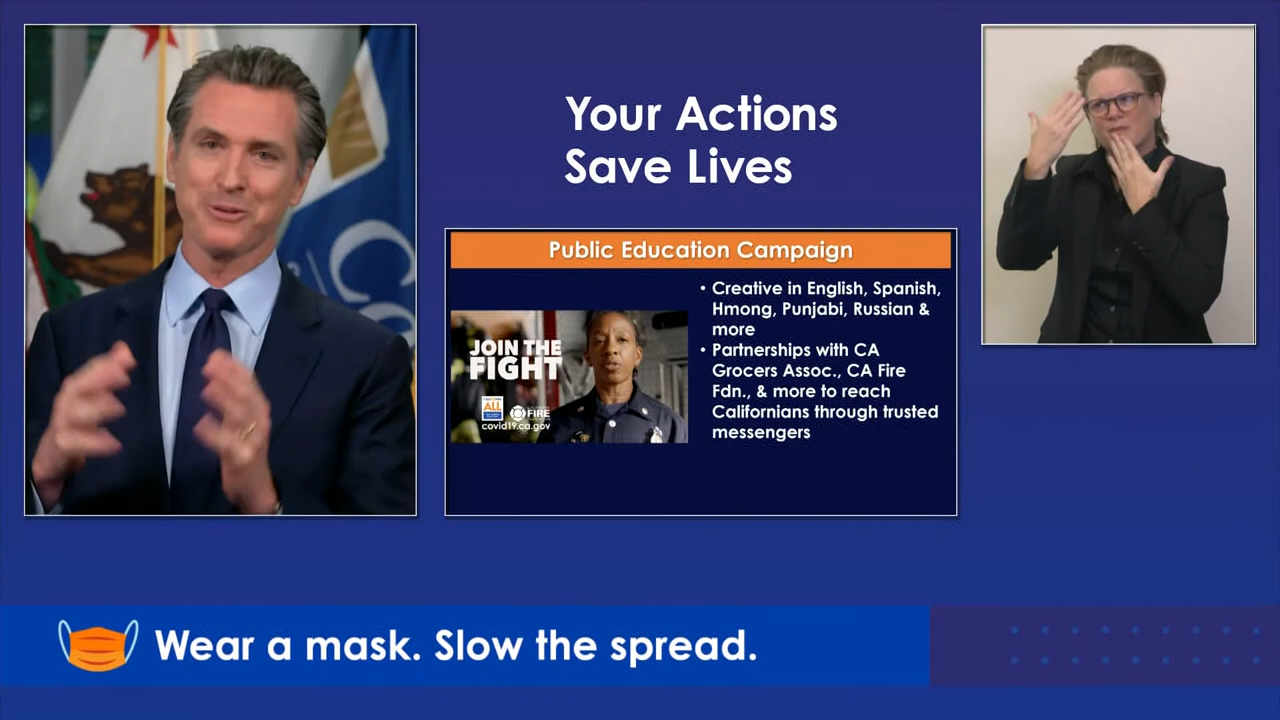 Your Actions
Save Lives
Public Education Campaign
JOIN THE
FIGHT
ALL
FIRE
covid19.ca.gov
• Creative in English, Spanish,
Hmong, Punjabi, Russian &
more
• Partnerships with CA
Grocers Assoc., CA Fire
Fdn., & more to reach
Californians through trusted
messengers
Wear a mask. Slow the spread.